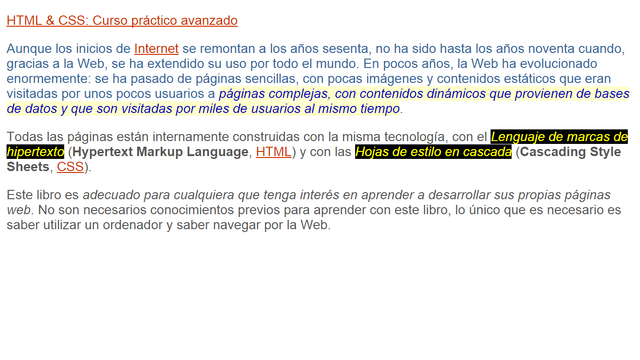 HTML & CSS: Curso práctico avanzado
Aunque los inicios de Internet se remontan a los años sesenta, no ha sido hasta los años noventa cuando,
gracias a la Web, se ha extendido su uso por todo el mundo. En pocos años, la Web ha evolucionado
enormemente: se ha pasado de páginas sencillas, con pocas imágenes y contenidos estáticos que eran
visitadas por unos pocos usuarios a páginas complejas, con contenidos dinámicos que provienen de bases
de datos y que son visitadas por miles de usuarios al mismo tiempo.
Todas las páginas están internamente construidas con la misma tecnología, con el Lenguaje de marcas de
hipertexto (Hypertext Markup Language, HTML) y con las Hojas de estilo en cascada (Cascading Style
Sheets, CSS).
Este libro es adecuado para cualquiera que tenga interés en aprender a desarrollar sus propias páginas
web. No son necesarios conocimientos previos para aprender con este libro, lo único que es necesario es
saber utilizar un ordenador y saber navegar por la Web.